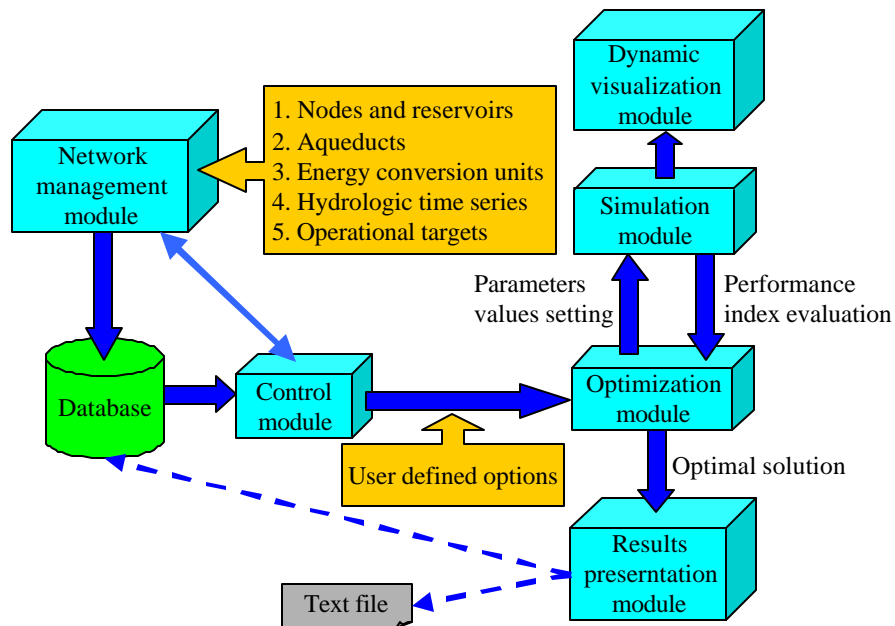 Dynamic
visualization
module
1. Nodes and reservoirs
2. Aqueducts
3. Energy conversion units
4. Hydrologic time series
5. Operational targets
Network
management
module
Simulation
module
Parameters
values setting
Performance
index evaluation
Database
Control
module
Optimization
module
User defined options
Optimal solution
Results
preserntation
module
Text file